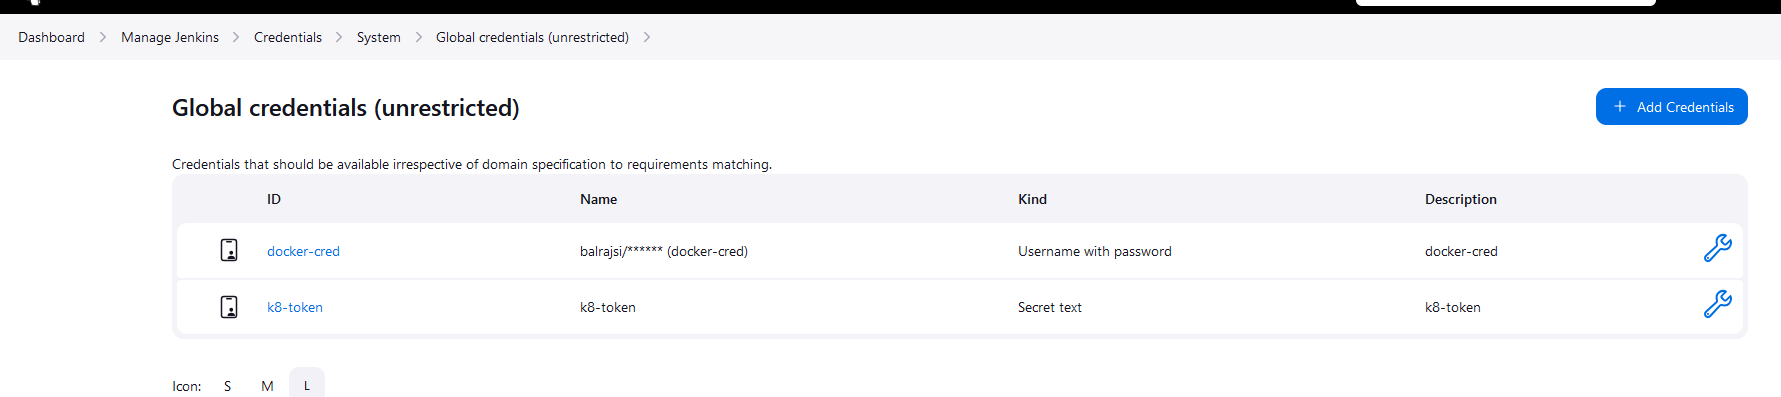 Dashboard > Manage Jenkins > Credentials > System > Global credentials (unrestricted) >
Global credentials (unrestricted)
+ Add Credentials
Credentials that should be available irrespective of domain specification to requirements matching.
ID Name Kind Description
docker-cred balrajsi/****** (docker-cred) Username with password docker-cred
k8-token k8-token Secret text k8-token
Icon: S M L